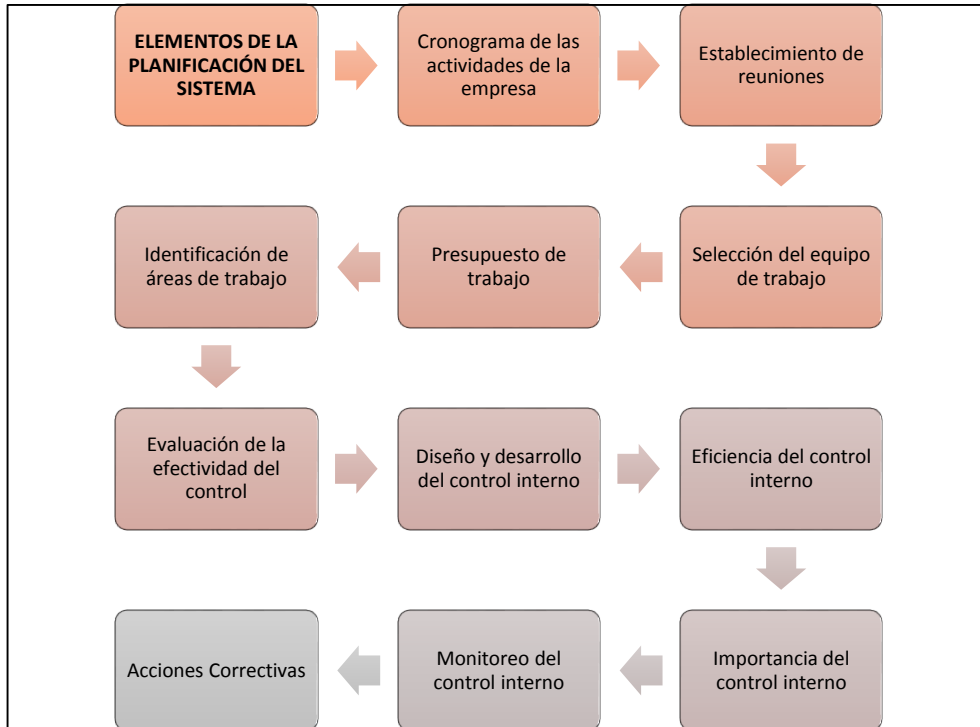 ELEMENTOS DE LA
PLANIFICACIÓN DEL
SISTEMA
Cronograma de las
actividades de la
empresa
Establecimiento de
reuniones
Selección del equipo
de trabajo
Presupuesto de
trabajo
Identificación de
áreas de trabajo
Evaluación de la
efectividad del
control
Diseño y desarrollo
del control interno
Eficiencia del control
interno
Importancia del
control interno
Monitoreo del
control interno
Acciones Correctivas